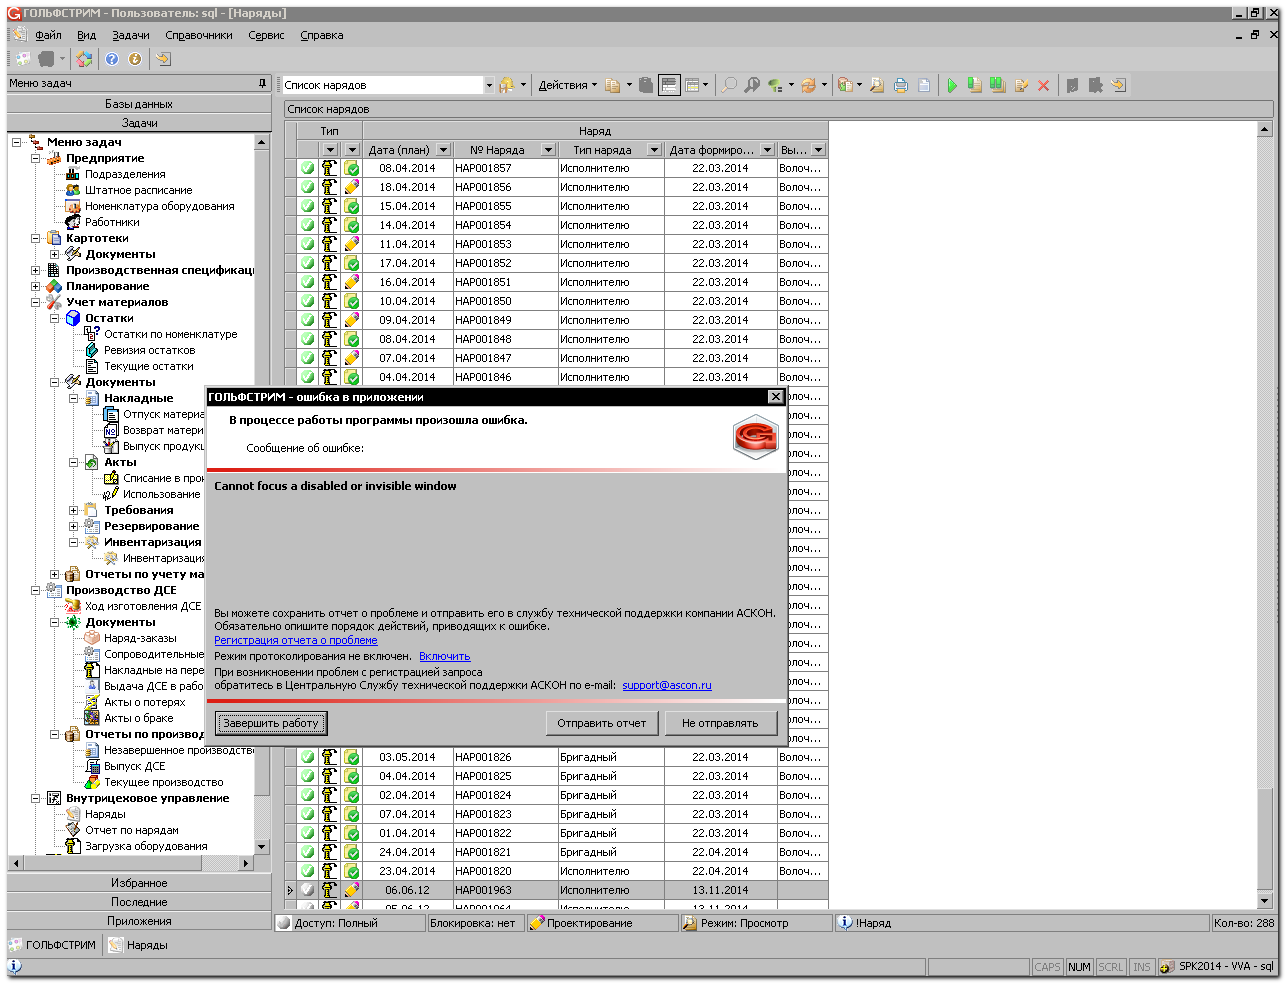 ГОЛЬФСТРИМ - Пользователь: sql - [Наряды]
Файл Вид Задачи Справочники Сервис Справка
Меню задач
Базы данных
Задачи
Меню задач
Предприятие
Подразделения
Штатное расписание
Номенклатура оборудования
Работники
Картотеки
Документы
Производственная спецификац
Планирование
Учет материалов
Остатки
Остатки по номенклатуре
Ревизия остатков
Текущие остатки
Документы
Накладные
Отпуск материа
Возврат матери
Выпуск продукц
Акты
Списание в про
Использование
Требования
Резервирование
Инвентаризация
Инвентаризация
Отчеты по учету ма
Производство ДСЕ
Ход изготовления ДСЕ
Документы
Наряд-заказы
Сопроводительные
Накладные на пере
Выдача ДСЕ в рабо
Акты о потерях
Акты о браке
Отчеты по производ
Незавершенное производство
Выпуск ДСЕ
Текущее производство
Внутрицеховое управление
Наряды
Отчет по нарядам
Загрузка оборудования
Избранное
Последние
Приложения
Список нарядов Действия
Список нарядов
Тип Наряд
Дата (план) № Наряда Тип наряда Дата формиро... Вы...
08.04.2014 НАР001857 Исполнителю 22.03.2014 Волоч...
18.04.2014 НАР001856 Исполнителю 22.03.2014 Волоч...
15.04.2014 НАР001855 Исполнителю 22.03.2014 Волоч...
14.04.2014 НАР001854 Исполнителю 22.03.2014 Волоч...
11.04.2014 НАР001853 Исполнителю 22.03.2014 Волоч...
17.04.2014 НАР001852 Исполнителю 22.03.2014 Волоч...
16.04.2014 НАР001851 Исполнителю 22.03.2014 Волоч...
10.04.2014 НАР001850 Исполнителю 22.03.2014 Волоч...
09.04.2014 НАР001849 Исполнителю 22.03.2014 Волоч...
08.04.2014 НАР001848 Исполнителю 22.03.2014 Волоч...
07.04.2014 НАР001847 Исполнителю 22.03.2014 Волоч...
04.04.2014 НАР001846 Исполнителю 22.03.2014 Волоч...
ГОЛЬФСТРИМ - ошибка в приложении
В процессе работы программы произошла ошибка.
Сообщение об ошибке:
Cannot focus a disabled or invisible window
Вы можете сохранить отчет о проблеме и отправить его в службу технической поддержки компании АСКОН.
Обязательно опишите порядок действий, приводящих к ошибке.
Регистрация отчета о проблеме
Режим протоколирования не включен. Включить
При возникновении проблем с регистрацией запроса
обратитесь в Центральную Службу технической поддержки АСКОН по e-mail: support@ascon.ru
Завершить работу Отправить отчет Не отправлять
03.05.2014 НАР001826 Бригадный 22.03.2014 Волоч...
04.04.2014 НАР001825 Бригадный 22.03.2014 Волоч...
02.04.2014 НАР001824 Бригадный 22.03.2014 Волоч...
07.04.2014 НАР001823 Бригадный 22.03.2014 Волоч...
01.04.2014 НАР001822 Бригадный 22.03.2014 Волоч...
24.04.2014 НАР001821 Бригадный 22.04.2014 Волоч...
23.04.2014 НАР001820 Исполнителю 22.04.2014 Волоч...
06.06.12 НАР001963 Исполнителю 13.11.2014
05.06.12 НАР001964 Исполнителю 13.11.2014
Доступ: Полный Блокировка: нет Проектирование Режим: Просмотр !Наряд Кол-во: 288
ГОЛЬФСТРИМ Наряды
CAPS NUM SCRL INS SPK2014 - VVA - sql